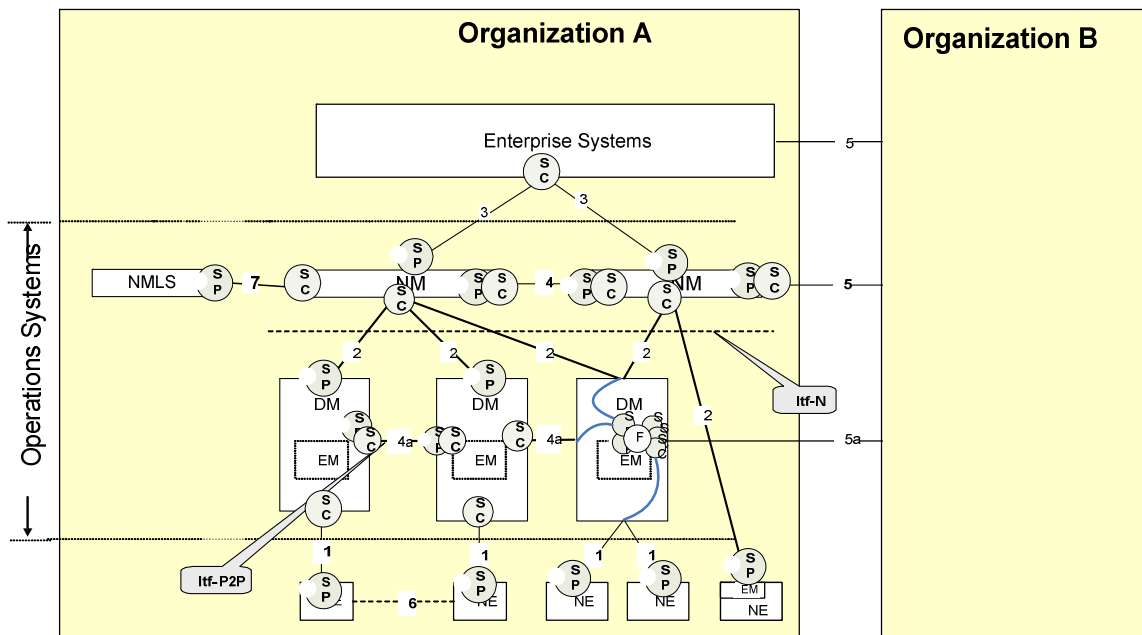 Organization A
Organization B
Enterprise Systems
S
C
5
3
3
Operations Systems
S
P
S
P
NMLS
S
P
7
S
C
NM
S
C
S
P
S
C
4
S
P
S
C
NM
S
C
S
P
S
C
5
2
2
2
2
2
Itf-N
S
P
DM
S
P
DM
DM
S
P
S
C
4a
S
P
S
C
S
C
4a
F
5a
EM
EM
EM
S
C
S
C
1
1
1
1
Itf-P2P
S
P
6
S
P
NE
S
P
NE
S
P
NE
S
P
EM
NE